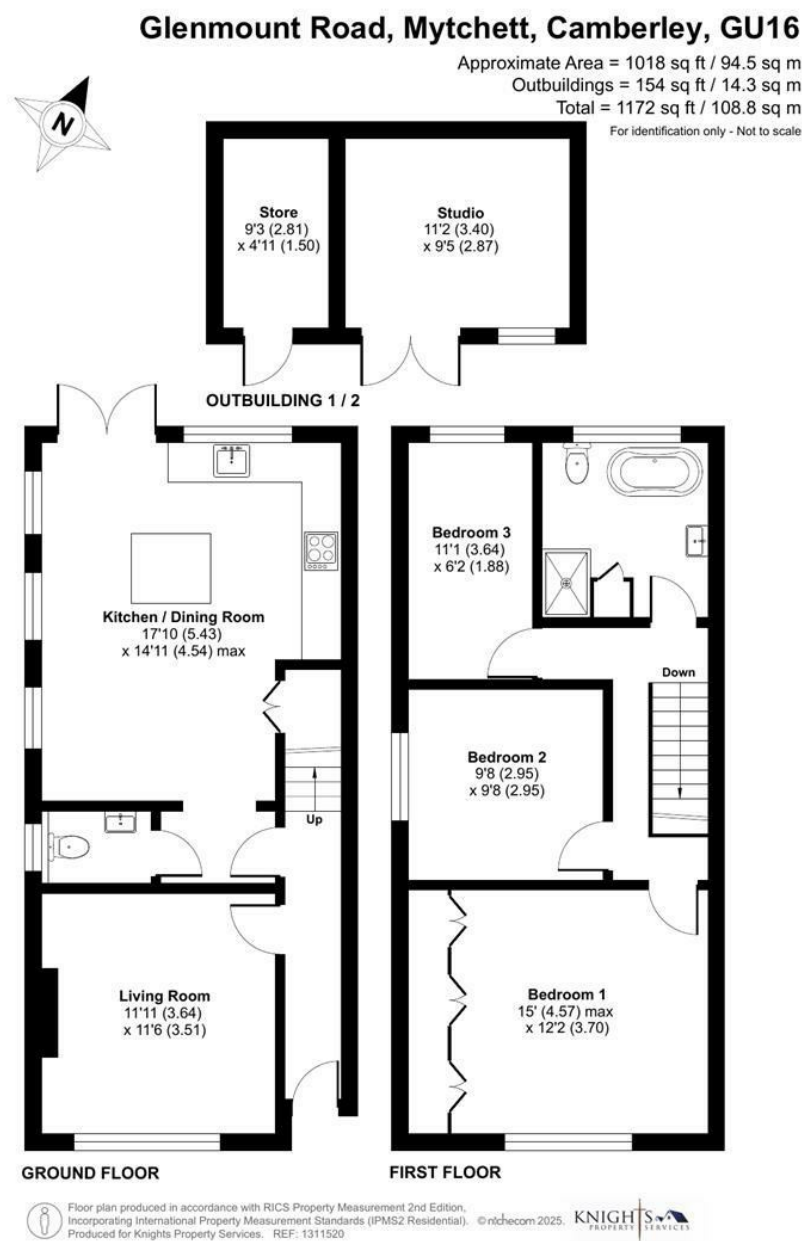 Glenmount Road, Mytchett, Camberley, GU16
Approximate Area = 1018 sq ft / 94.5 sq m
Outbuildings = 154 sq ft / 14.3 sq m
Total = 1172 sq ft / 108.8 sq m
For identification only - Not to scale
N
Store
9'3 (2.81)
x 4'11 (1.50)
Studio
11'2 (3.40)
x 9'5 (2.87)
OUTBUILDING 1 / 2
Kitchen / Dining Room
17'10 (5.43)
x 14'11 (4.54) max
Up
Living Room
11'11 (3.64)
x 11'6 (3.51)
GROUND FLOOR
Bedroom 3
11'1 (3.64)
x 6'2 (1.88)
Down
Bedroom 2
9'8 (2.95)
x 9'8 (2.95)
Bedroom 1
15' (4.57) max
x 12'2 (3.70)
FIRST FLOOR
Floor plan produced in accordance with RICS Property Measurement 2nd Edition,
Incorporating International Property Measurement Standards (IPMS2 Residential). © nichecom 2025.
Produced for Knights Property Services. REF: 1311520
KNIGHTS
PROPERTY SERVICES